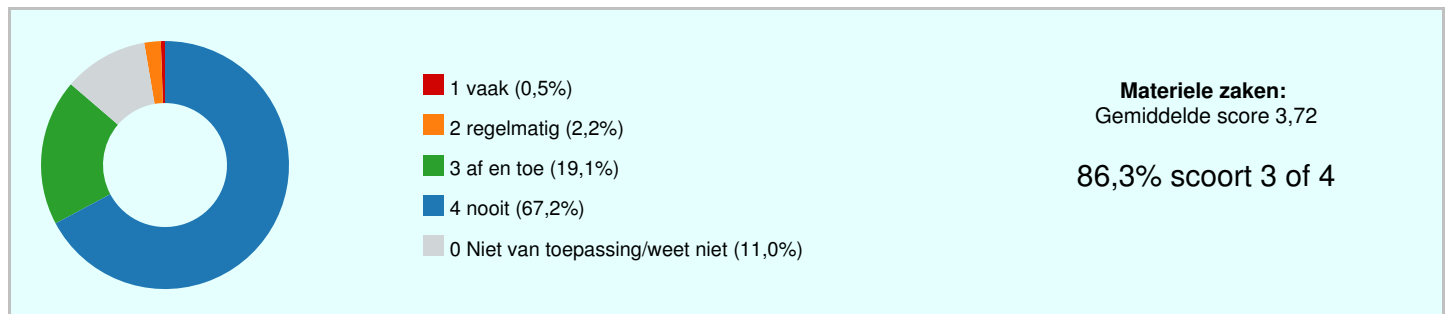 1 vaak (0,5%)
2 regelmatig (2,2%)
3 af en toe (19,1%)
4 nooit (67,2%)
0 Niet van toepassing/weet niet (11,0%)
Materiele zaken:
Gemiddelde score 3,72
86,3% scoort 3 of 4